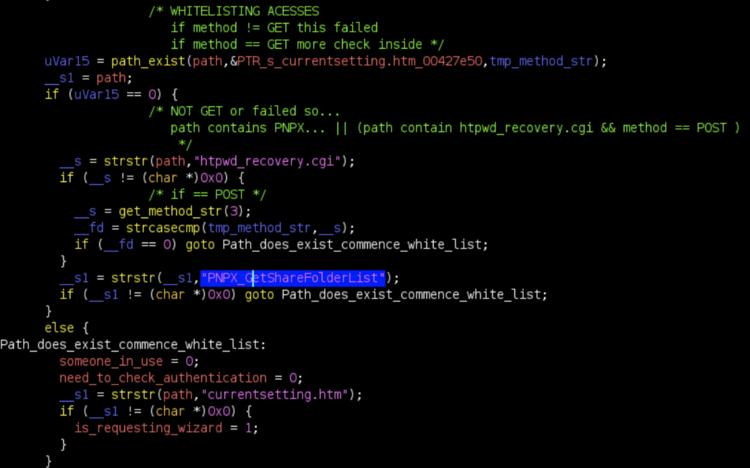 /* WHITELISTING ACESSES
if method != GET this failed
if method == GET more check inside */
uVar15 = path_exist(path,&PTR_s_currentsetting.htm_00427e50,tmp_method_str);
__s1 = path;
if (uVar15 == 0) {
/* NOT GET or failed so...
path contains PNPX... || (path contain htpwd_recovery.cgi && method == POST )
*/
__s = strstr(path,"htpwd_recovery.cgi");
if (__s != (char *)0x0) {
/* if == POST */
__s = get_method_str(3);
__fd = strcasecmp(tmp_method_str,__s);
if (__fd == 0) goto Path_does_exist_commence_white_list;
}
__s1 = strstr(__s1,"PNPX_GetShareFolderList");
if (__s1 != (char *)0x0) goto Path_does_exist_commence_white_list;
}
else {
Path_does_exist_commence_white_list:
someone_in_use = 0;
need_to_check_authentication = 0;
__s1 = strstr(path,"currentsetting.htm");
if (__s1 != (char *)0x0) {
is_requesting_wizard = 1;
}
}